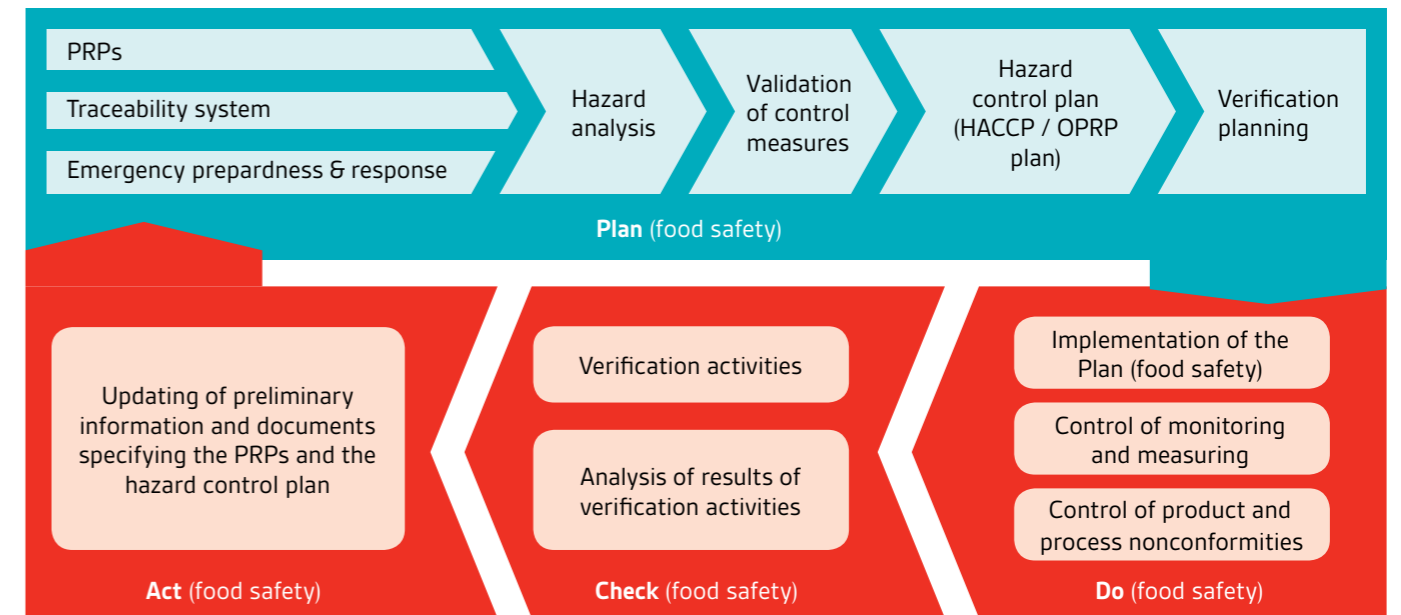 PRPs
Traceability system
Emergency prepardness & response
Hazard
analysis
Validation
of control
measures
Hazard
control plan
(HACCP / OPRP
plan)
Verification
planning
Plan (food safety)
Updating of preliminary
information and documents
specifying the PRPs and the
hazard control plan
Act (food safety)
Verification activities
Analysis of results of
verification activities
Check (food safety)
Implementation of the
Plan (food safety)
Control of monitoring
and measuring
Control of product and
process nonconformities
Do (food safety)